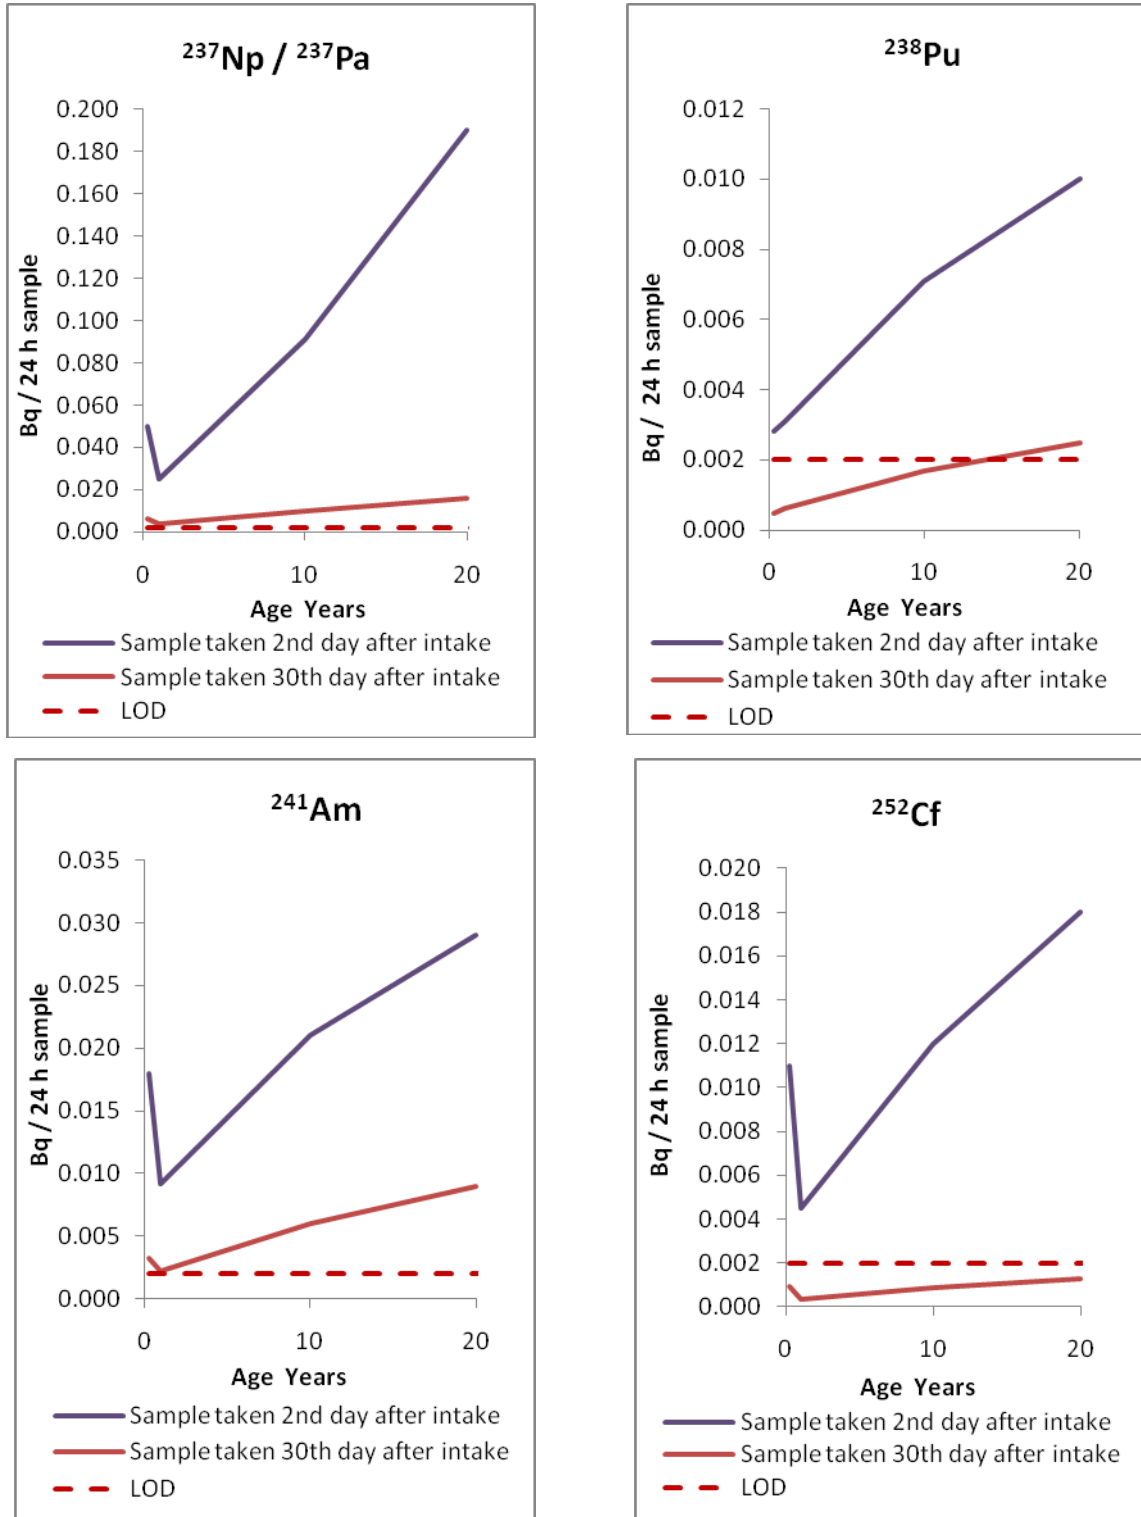 ²³⁷Np / ²³⁷Pa
0.200
0.180
0.160
0.140
0.120
0.100
0.080
0.060
0.040
0.020
0.000
Bq / 24 h sample
0 10 20
Age Years
Sample taken 2nd day after intake
Sample taken 30th day after intake
LOD
²³⁸Pu
0.012
0.010
0.008
0.006
0.004
0.002
0.000
Bq / 24 h sample
0 10 20
Age Years
Sample taken 2nd day after intake
Sample taken 30th day after intake
LOD
²⁴¹Am
0.035
0.030
0.025
0.020
0.015
0.010
0.005
0.000
Bq / 24 h sample
0 10 20
Age Years
Sample taken 2nd day after intake
Sample taken 30th day after intake
LOD
²⁵²Cf
0.020
0.018
0.016
0.014
0.012
0.010
0.008
0.006
0.004
0.002
0.000
Bq / 24 h sample
0 10 20
Age Years
Sample taken 2nd day after intake
Sample taken 30th day after intake
LOD